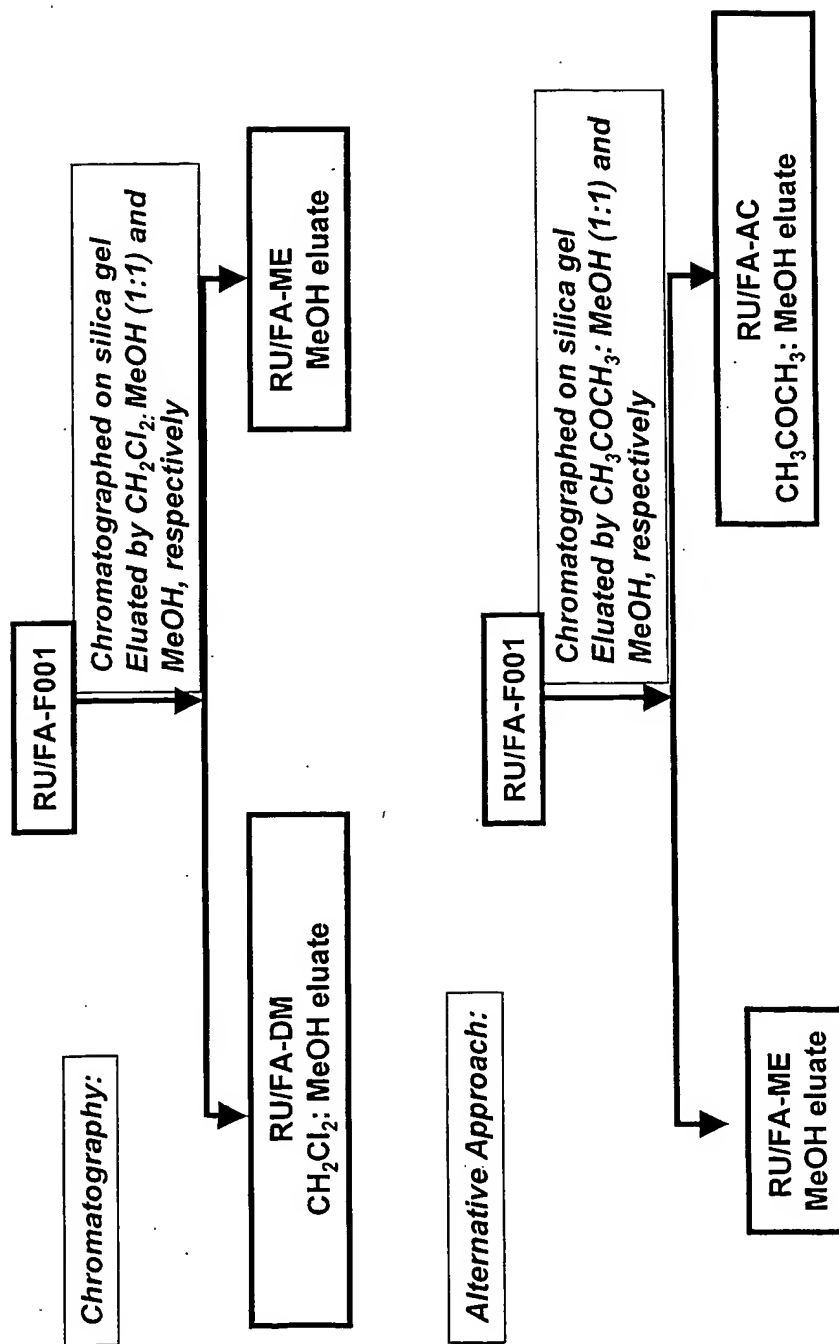 Chromatography:
RU/FA-F001
Chromatographed on silica gel
Eluated by CH₂Cl₂: MeOH (1:1) and
MeOH, respectively
RU/FA-DM
CH₂Cl₂: MeOH eluate
RU/FA-ME
MeOH eluate
Alternative Approach:
RU/FA-F001
Chromatographed on silica gel
Eluated by CH₃COCH₃: MeOH (1:1) and
MeOH, respectively
RU/FA-ME
MeOH eluate
RU/FA-AC
CH₃COCH₃: MeOH eluate